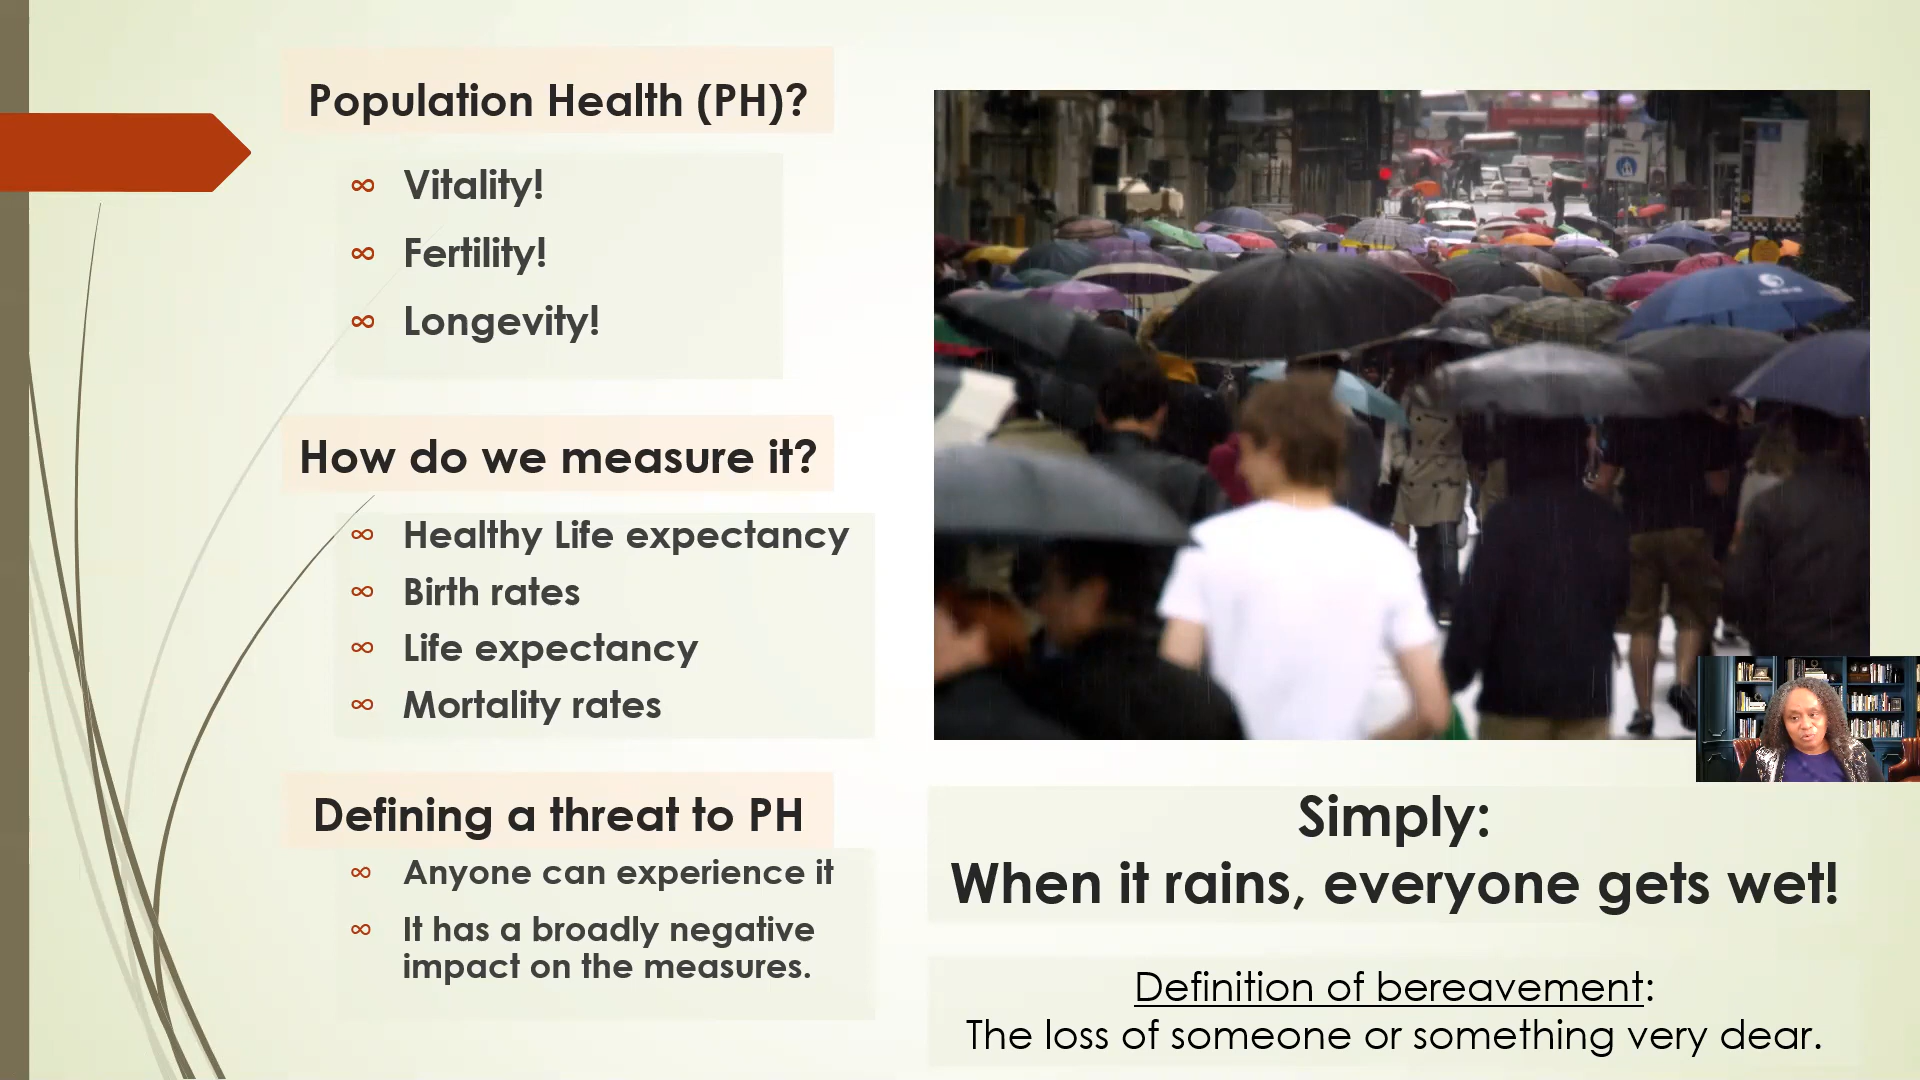 Population Health (PH)?
∞ Vitality!
∞ Fertility!
∞ Longevity!
How do we measure it?
∞ Healthy Life expectancy
∞ Birth rates
∞ Life expectancy
∞ Mortality rates
Defining a threat to PH
∞ Anyone can experience it
∞ It has a broadly negative
impact on the measures.
Simply:
When it rains, everyone gets wet!
Definition of bereavement:
The loss of someone or something very dear.